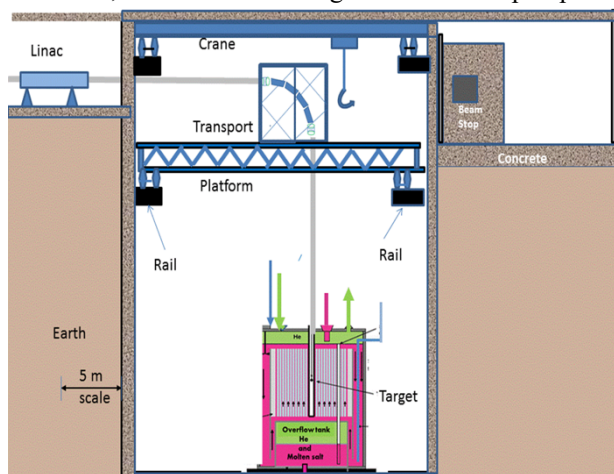 Linac
Crane
Beam
Stop
Transport
Concrete
Platform
Rail
Rail
He
Earth
5 m
scale
Target
Overflow tank
He
and
Molten salt